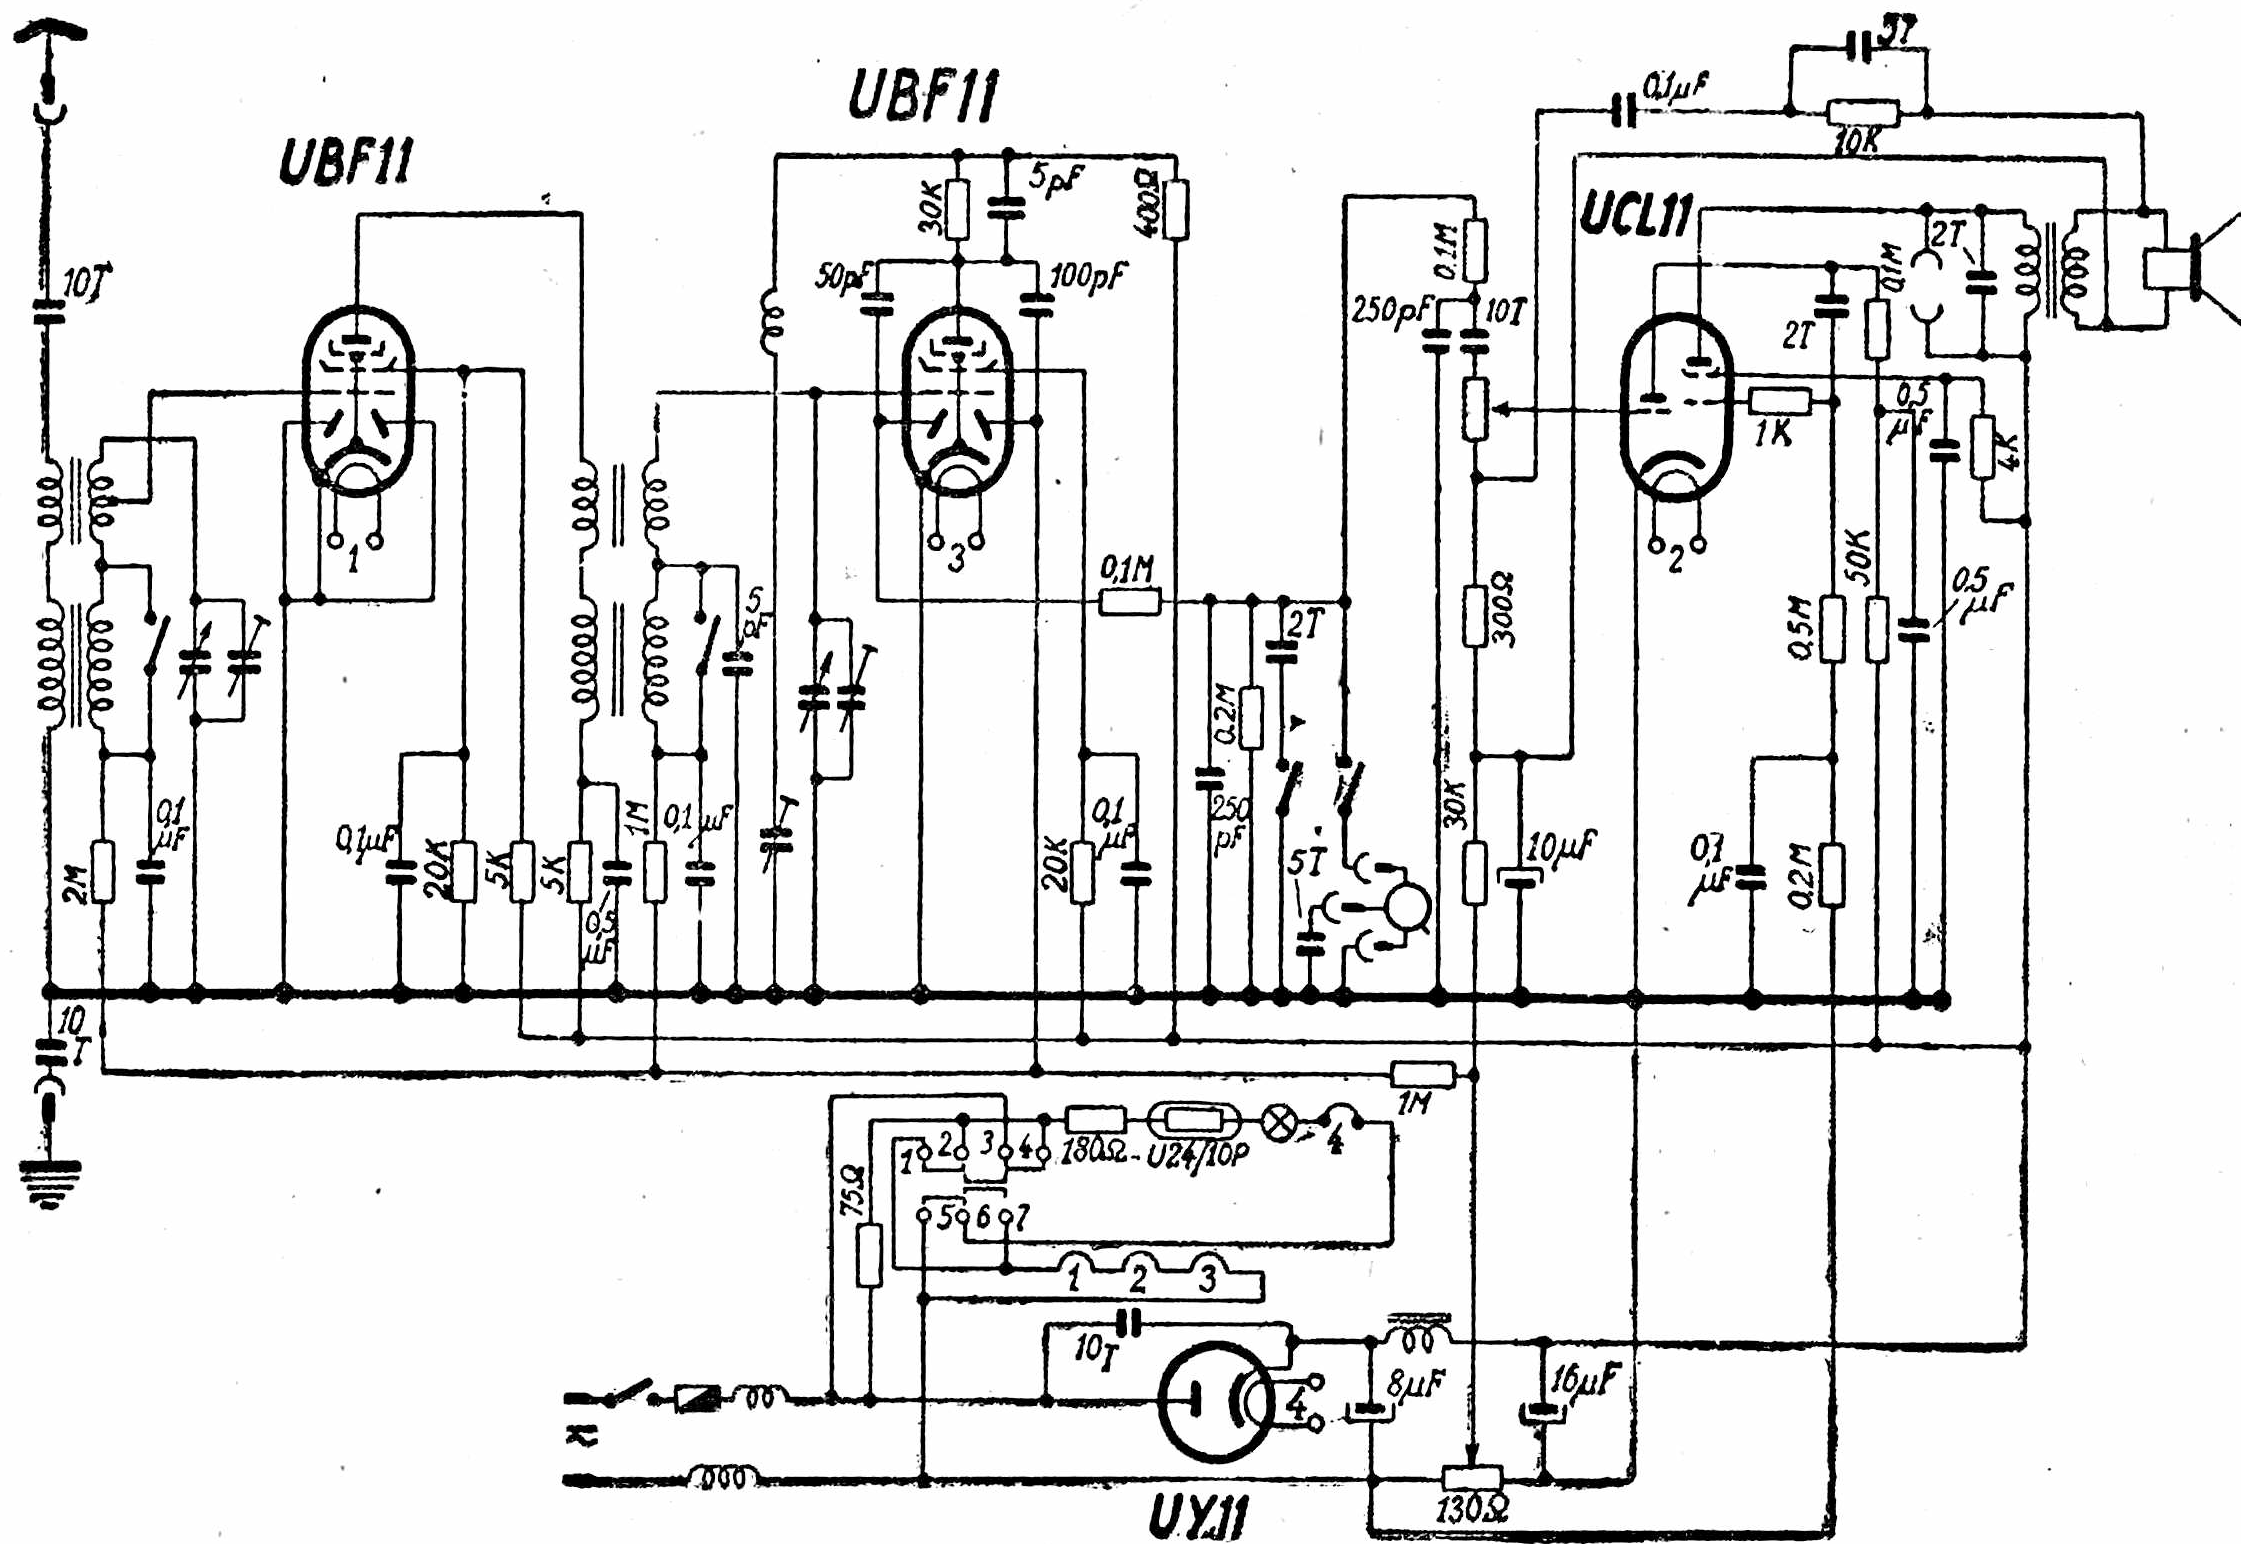 5T
0,1µF
10K
UBF11
UBF11
UCL11
10T
30K
5pF
400Ω
50pF
100pF
0.1M
250pF
10T
2T
0,1M
2T
1K
0,5
µF
4K
1
3
2
0,1M
2T
300Ω
0.5M
50K
0,5
µF
5
pF
0.2M
250
pF
30K
10µF
2M
0,1
µF
0,1µF
20K
5K
5K
0,5
µF
1M
0,1 µF
20K
0,1
µF
5T
0,1
µF
0.2M
10
T
1M
75Ω
1
2
3
4
180Ω-
U24/10P
4
5
6
7
1
2
3
10T
4
8µF
16µF
130Ω
UY11